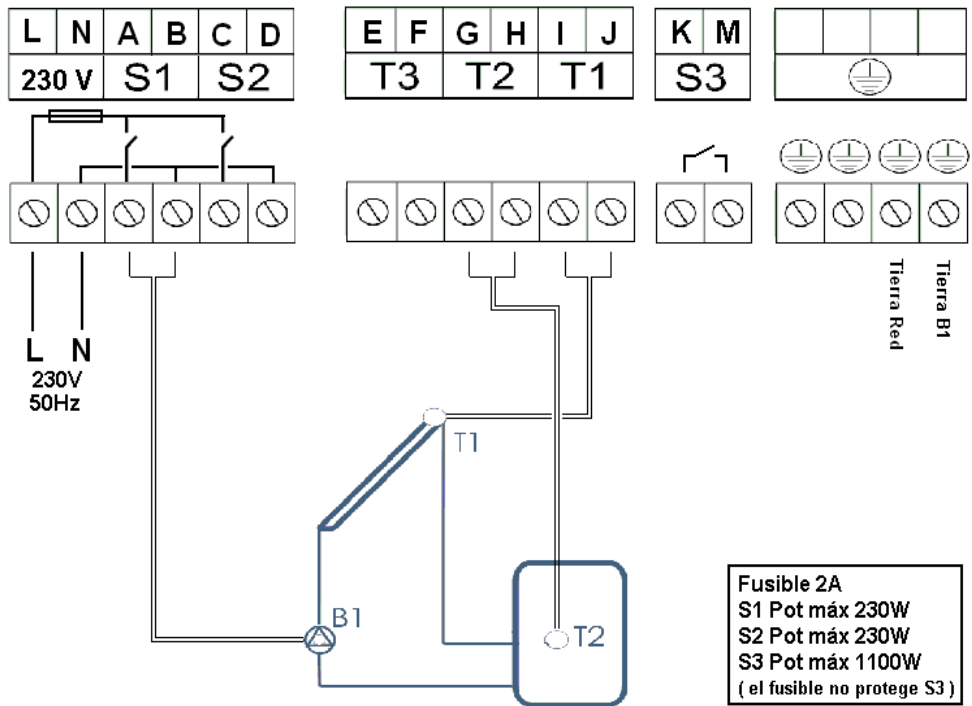 L N A B C D E F G H I J K M
230 V S1 S2 T3 T2 T1 S3
Tierra Red
Tierra B1
L N
230V
50Hz
T1
B1
T2
Fusible 2A
S1 Pot máx 230W
S2 Pot máx 230W
S3 Pot máx 1100W
( el fusible no protege S3 )